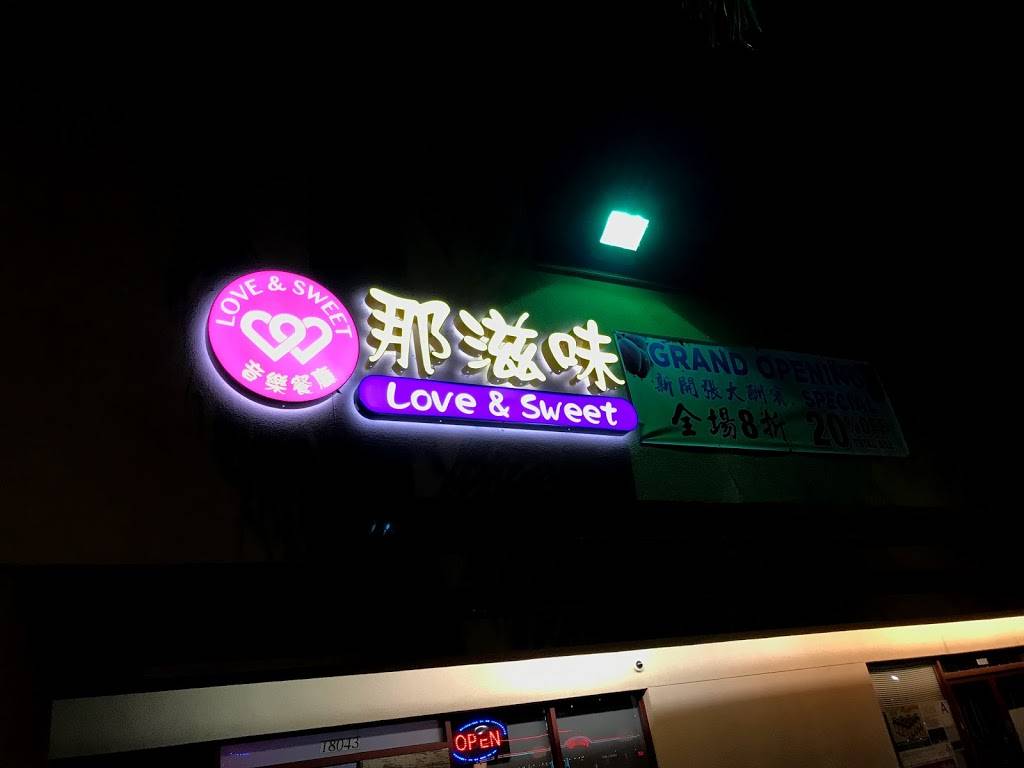 LOVE & SWEET
音樂餐廳
那滋味
Love & Sweet
GRAND OPENING
新開張大酬賓 SPECIAL
全場8折 20%
18043
OPEN
A